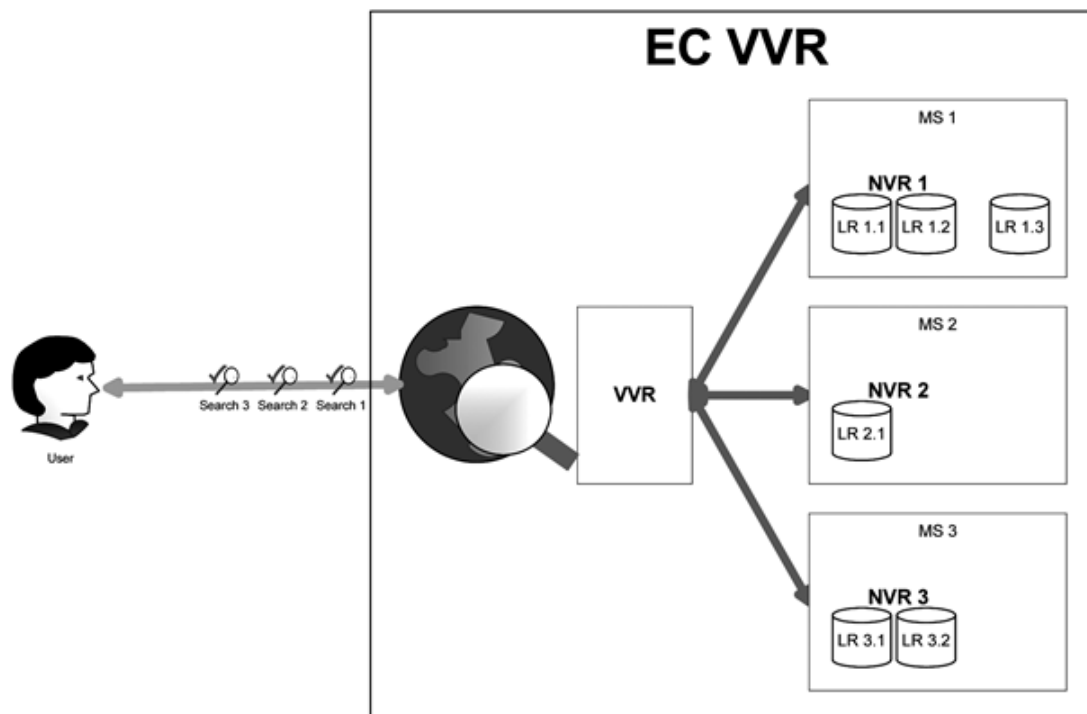 EC VVR
MS 1
NVR 1
LR 1.1
LR 1.2
LR 1.3
MS 2
NVR 2
LR 2.1
MS 3
NVR 3
LR 3.1
LR 3.2
VVR
Search 3
Search 2
Search 1
User